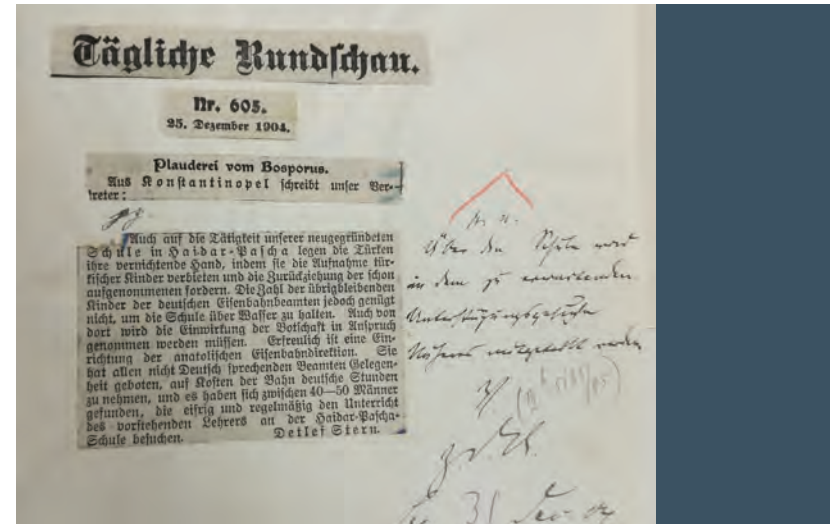 Tägliche Rundschau.
Nr. 605.
25. Dezember 1904.
Plauderei vom Bosporus.
Aus Konstantinopel schreibt unser Ver-
treter:
Auch auf die Tätigkeit unserer neugegründeten
Schule in Haidar-Pascha legen die Türken
ihre vernichtende Hand, indem sie die Aufnahme tür-
kischer Kinder verbieten und die Zurückziehung der schon
aufgenommenen fordern. Die Zahl der übrigbleibenden
Kinder der deutschen Eisenbahnbeamten jedoch genügt
nicht, um die Schule über Wasser zu halten. Auch von
dort wird die Einwirkung der Botschaft in Anspruch
genommen werden müssen. Erfreulich ist eine Ein-
richtung der anatolischen Eisenbahndirektion. Sie
hat allen nicht Deutsch sprechenden Beamten Gelegen-
heit geboten, auf Kosten der Bahn deutsche Stunden
zu nehmen, und es haben sich zwischen 40—50 Männer
gefunden, die eifrig und regelmäßig den Unterricht
des vorstehenden Lehrers an der Haidar-Pascha-
Schule besuchen. Detlef Stern.
Über die Schule wird
in dem zu erwartenden
Unterstützungsgesuche
Näheres mitgeteilt werden
z. d. A.
31 Dez. 04